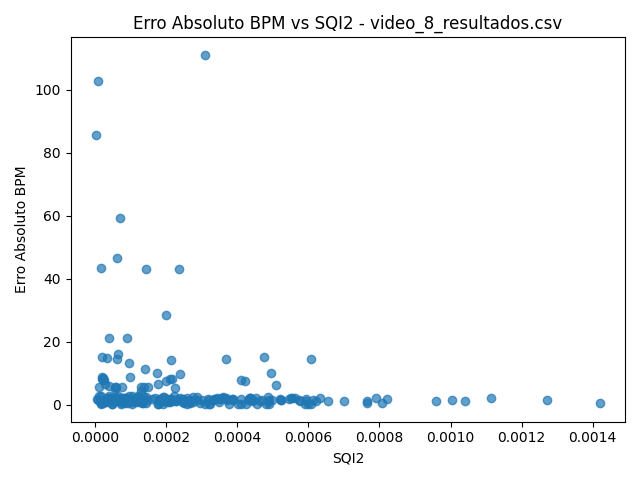 Erro Absoluto BPM vs SQI2 - video_8_resultados.csv
Erro Absoluto BPM
100
80
60
40
20
0
0.0000 0.0002 0.0004 0.0006 0.0008 0.0010 0.0012 0.0014
SQI2